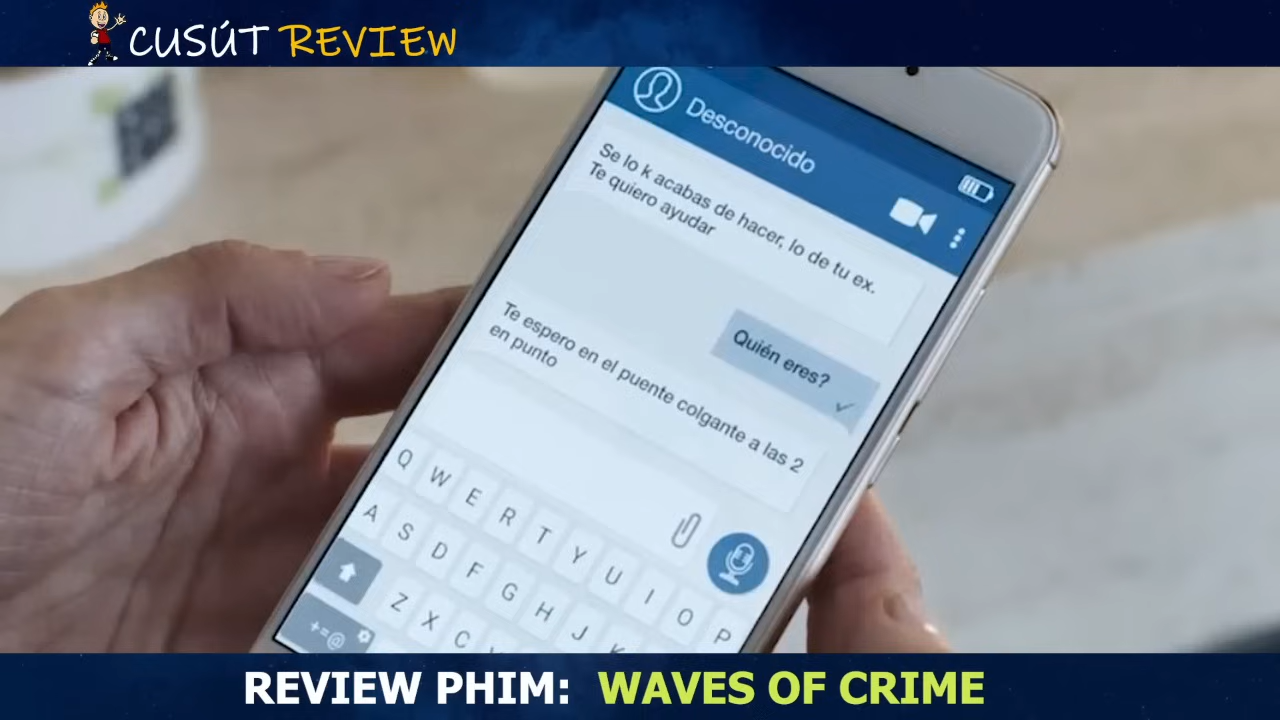 CUSÚT REVIEW
Desconocido
Se lo k acabas de hacer, lo de tu ex.
Te quiero ayudar
Quién eres?
Te espero en el puente colgante a las 2
en punto
Q W E R T Y U I O P
A S D F G H J K
Z X C
+=@
REVIEW PHIM: WAVES OF CRIME